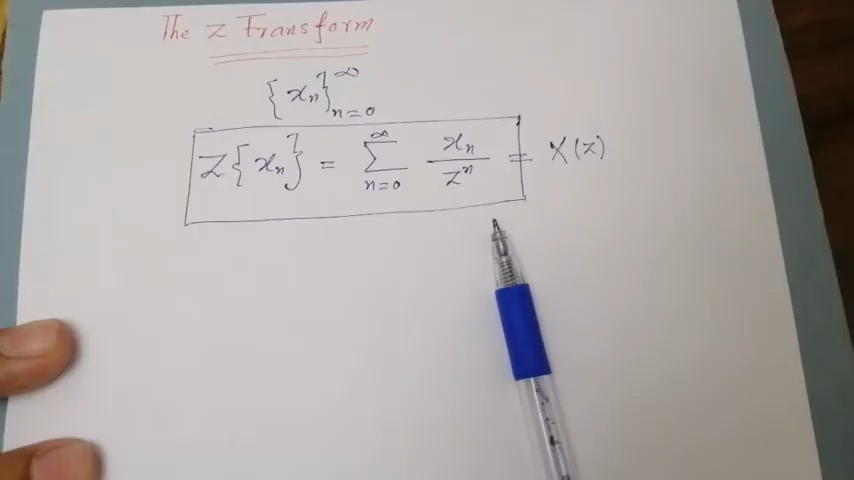 The Z Transform
{xₙ}ₙ₌₀^∞
Z{xₙ} = ∑ₙ₌₀^∞ xₙ/zⁿ = X(z)